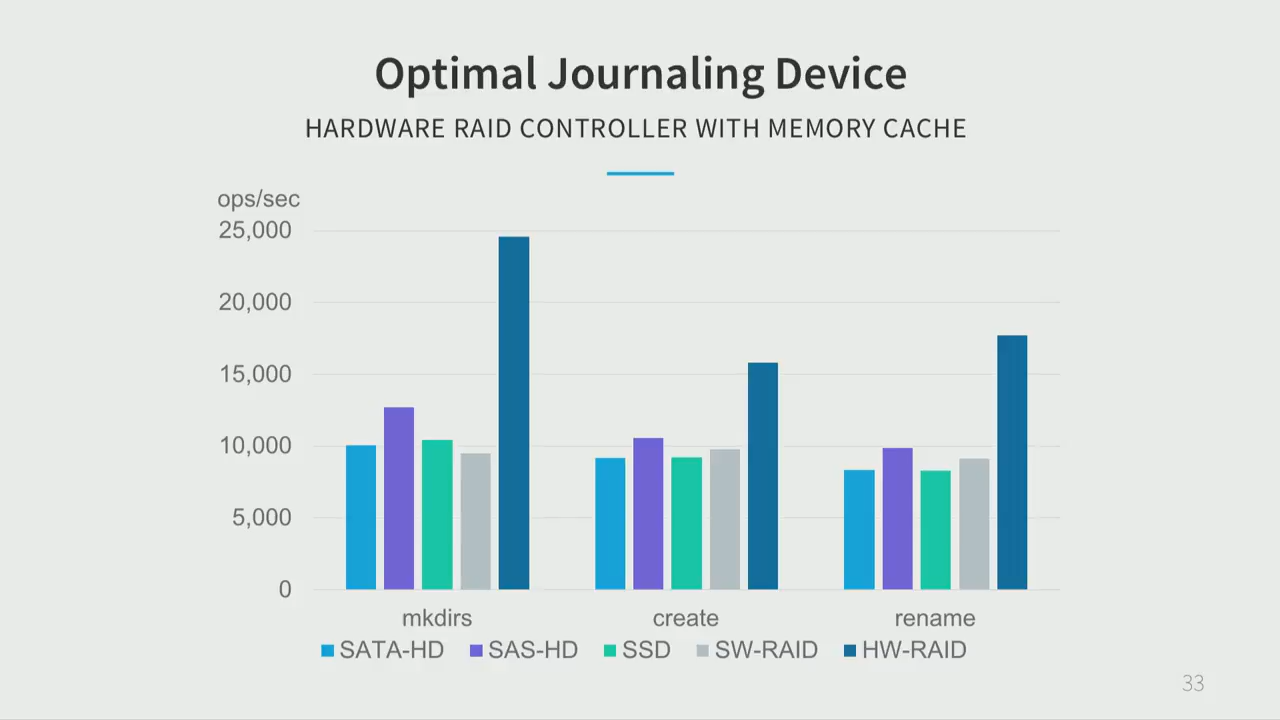 Optimal Journaling Device
HARDWARE RAID CONTROLLER WITH MEMORY CACHE
ops/sec
25,000
20,000
15,000
10,000
5,000
0
mkdirs create rename
SATA-HD SAS-HD SSD SW-RAID HW-RAID
33